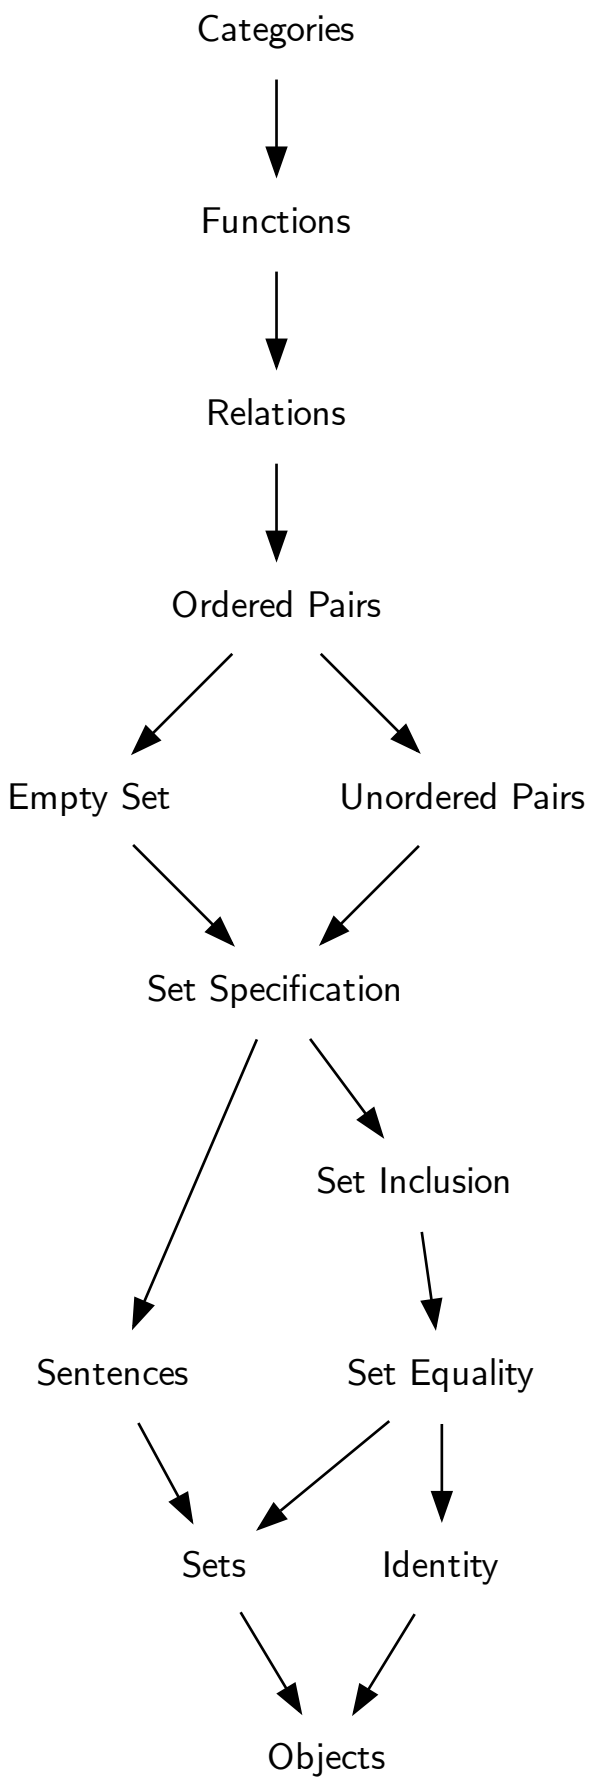 Categories
Functions
Relations
Ordered Pairs
Empty Set
Unordered Pairs
Set Specification
Set Inclusion
Sentences
Set Equality
Sets
Identity
Objects